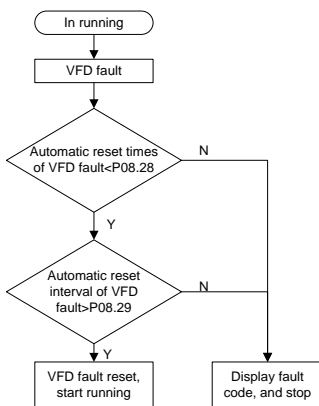 In running
VFD fault
Automatic reset times
of VFD fault<P08.28
N
Y
Automatic reset
interval of VFD
fault>P08.29
N
Y
VFD fault reset,
start running
Display fault
code, and stop